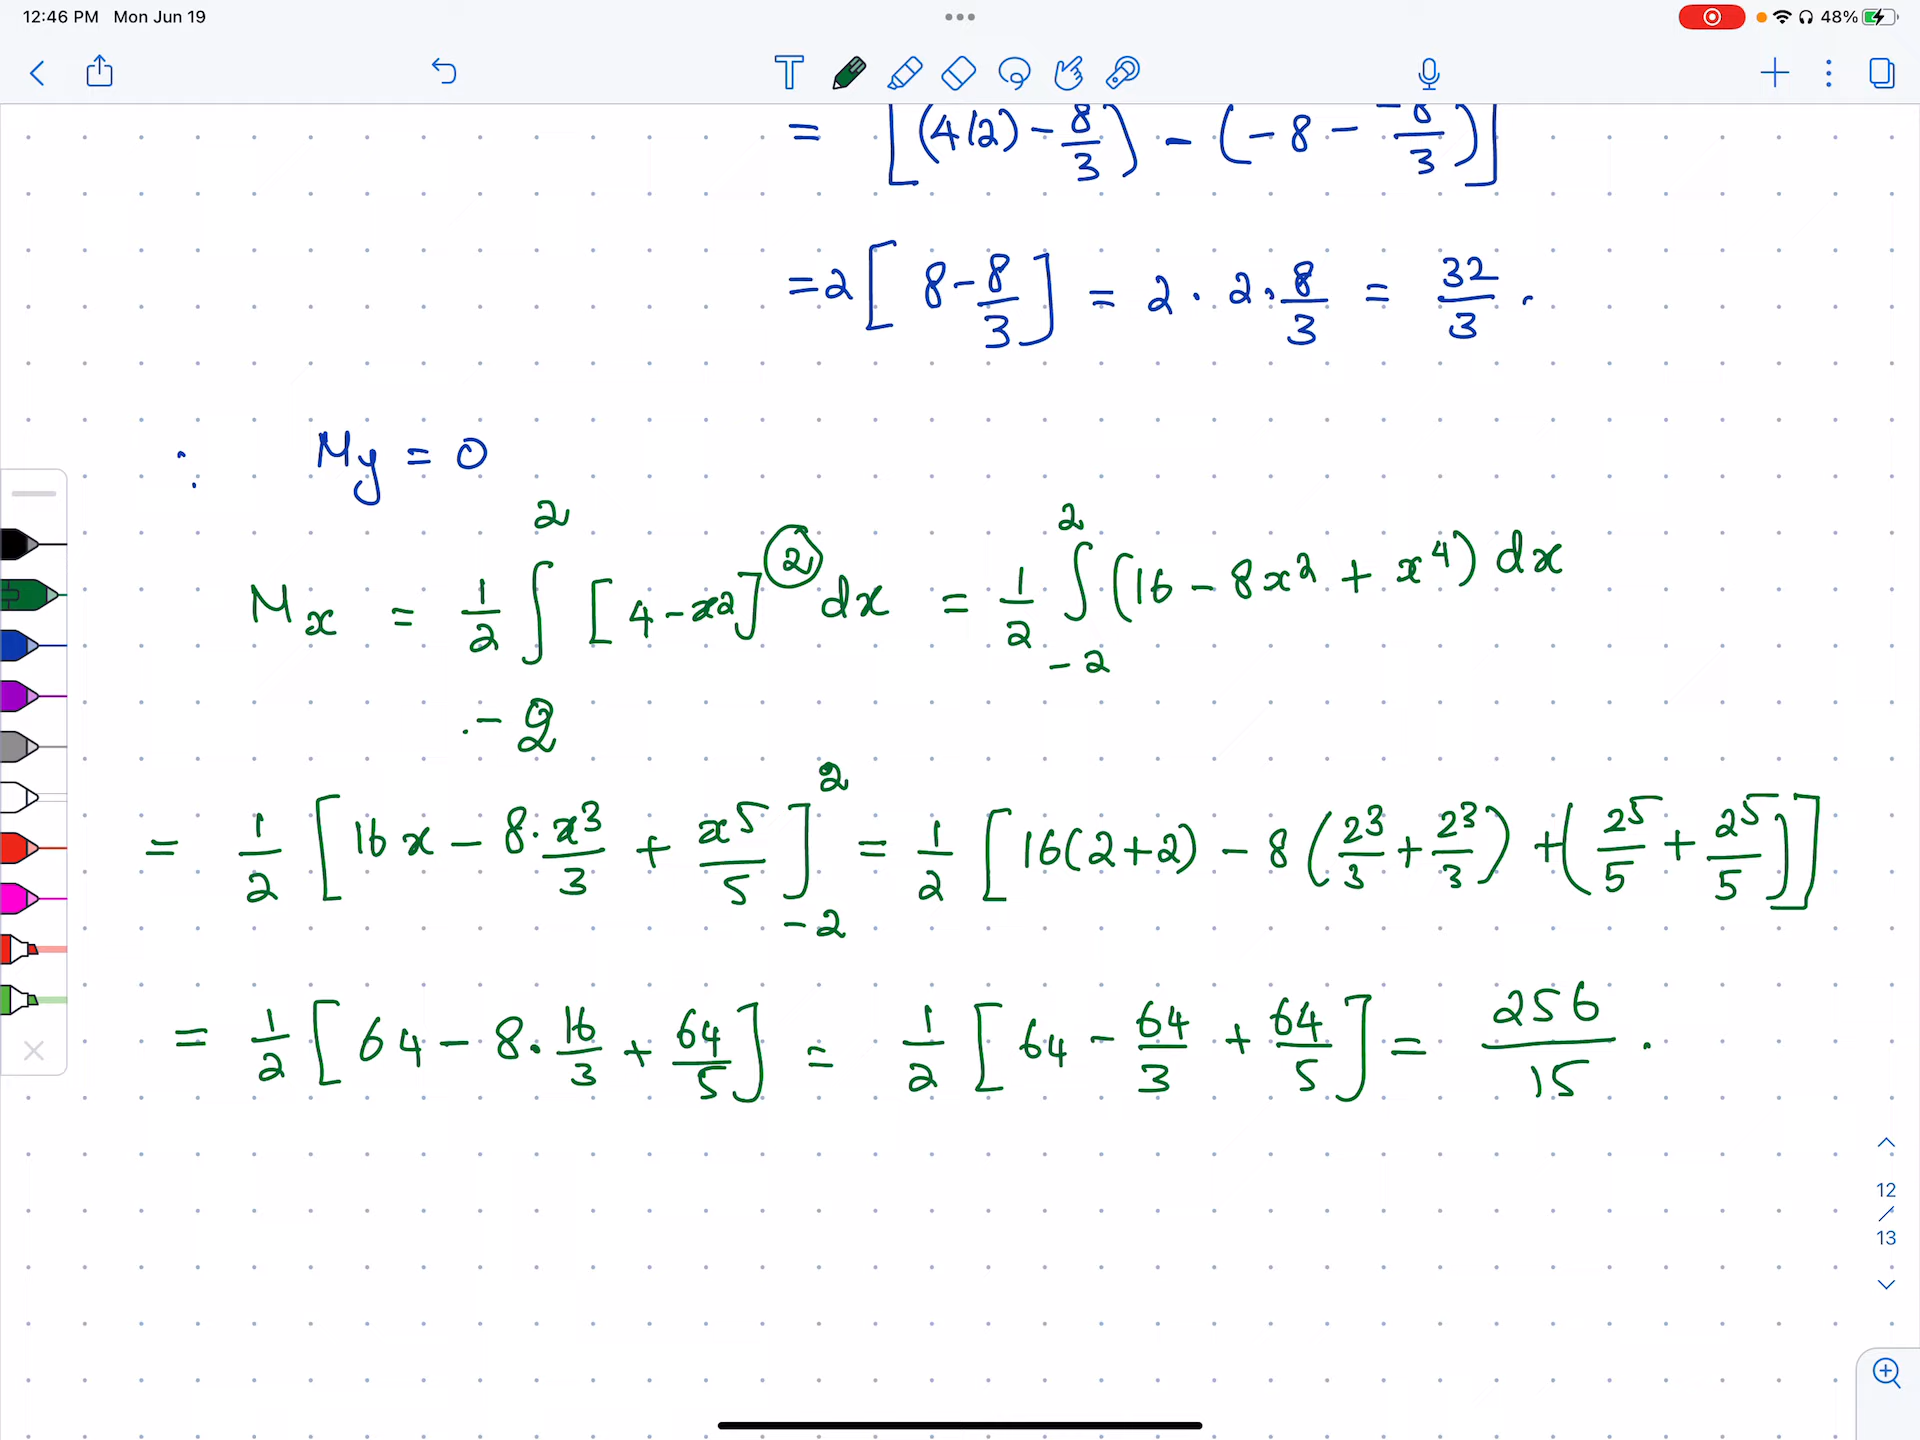 12:46 PM Mon Jun 19
48%
= [(4(2) - 8/3) - (-8 - -8/3)]
= 2 [8 - 8/3] = 2 · 2 · 8/3 = 32/3 .
∴ My = 0
Mx = 1/2 ∫_{-2}^{2} [4 - x²]² dx = 1/2 ∫_{-2}^{2} (16 - 8x² + x⁴) dx
= 1/2 [16x - 8 · x³/3 + x⁵/5]_{-2}^{2} = 1/2 [16(2+2) - 8(2³/3 + 2³/3) + (2⁵/5 + 2⁵/5)]
= 1/2 [64 - 8 · 16/3 + 64/5] = 1/2 [64 - 64/3 + 64/5] = 256/15 .
12
/
13